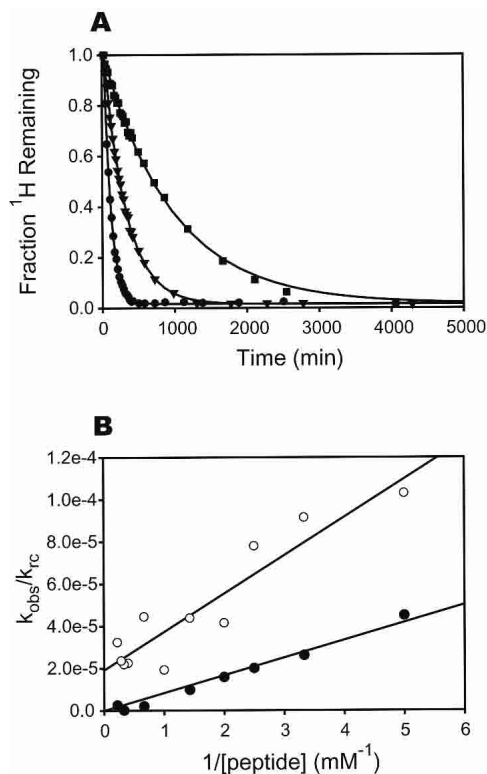 A
1.0
0.8
0.6
0.4
0.2
0.0
Fraction ¹H Remaining
0 1000 2000 3000 4000 5000
Time (min)
B
1.2e-4
1.0e-4
8.0e-5
6.0e-5
4.0e-5
2.0e-5
0.0
k_obs/k_rc
0 1 2 3 4 5 6
1/[peptide] (mM⁻¹)